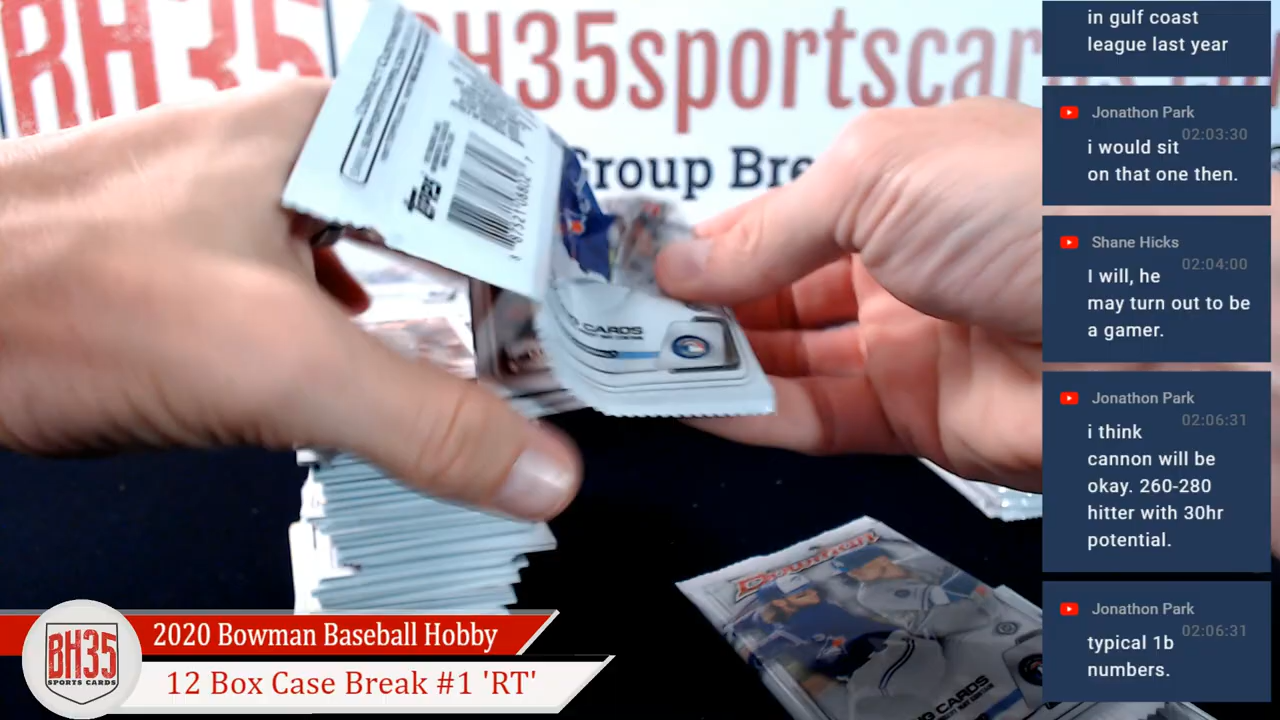 BH35
BH35sportscar
Group Bre
Topps
CARDS
Bowman
CARDS
in gulf coast
league last year
Jonathon Park
02:03:30
i would sit
on that one then.
Shane Hicks
02:04:00
I will, he
may turn out to be
a gamer.
Jonathon Park
02:06:31
i think
cannon will be
okay. 260-280
hitter with 30hr
potential.
Jonathon Park
02:06:31
typical 1b
numbers.
BH35
SPORTS CARDS
2020 Bowman Baseball Hobby
12 Box Case Break #1 'RT'